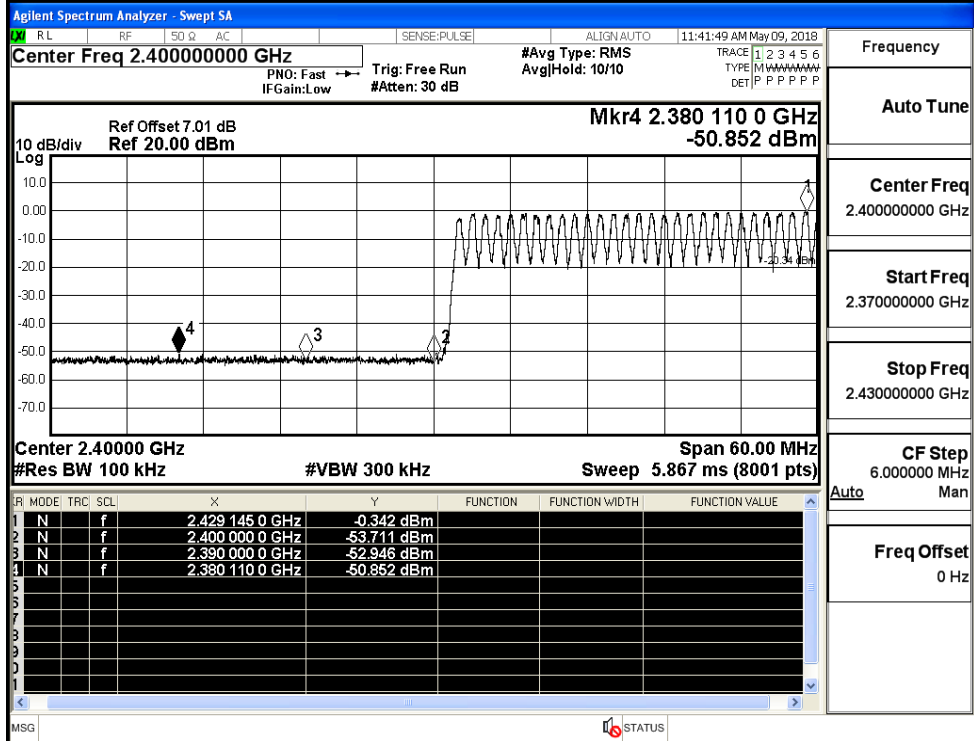 Agilent Spectrum Analyzer - Swept SA
LXI RL RF 50 Ω AC SENSE:PULSE ALIGN AUTO 11:41:49 AM May 09, 2018
Center Freq 2.400000000 GHz
PNO: Fast
IFGain:Low
Trig: Free Run
#Atten: 30 dB
#Avg Type: RMS
Avg|Hold: 10/10
TRACE 1 2 3 4 5 6
TYPE M WWWWW
DET P P P P P P
Ref Offset 7.01 dB
10 dB/div Ref 20.00 dBm
Log
Mkr4 2.380 110 0 GHz
-50.852 dBm
10.0
0.00
-10.0
-20.0
-30.0
-40.0
-50.0
-60.0
-70.0
1
2
3
4
-20.34 dBm
Center 2.40000 GHz Span 60.00 MHz
#Res BW 100 kHz #VBW 300 kHz Sweep 5.867 ms (8001 pts)
MODE TRC SCL X Y FUNCTION FUNCTION WIDTH FUNCTION VALUE
1 N f 2.429 145 0 GHz -0.342 dBm
2 N f 2.400 000 0 GHz -53.711 dBm
3 N f 2.390 000 0 GHz -52.946 dBm
4 N f 2.380 110 0 GHz -50.852 dBm
5
6
7
8
9
MSG STATUS
Frequency
Auto Tune
Center Freq
2.400000000 GHz
Start Freq
2.370000000 GHz
Stop Freq
2.430000000 GHz
CF Step
6.000000 MHz
Auto Man
Freq Offset
0 Hz